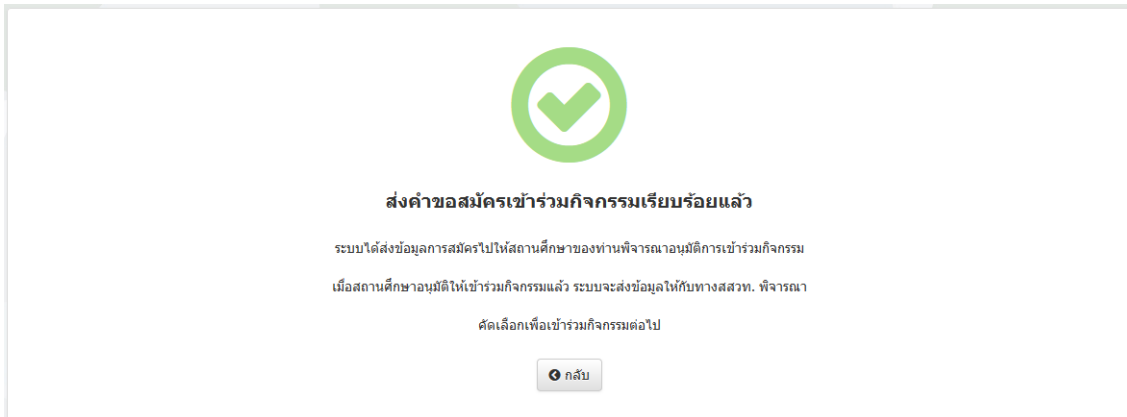 ส่งคำขอสมัครเข้าร่วมกิจกรรมเรียบร้อยแล้ว
ระบบได้ส่งข้อมูลการสมัครไปให้สถานศึกษาของท่านพิจารณาอนุมัติการเข้าร่วมกิจกรรม
เมื่อสถานศึกษาอนุมัติให้เข้าร่วมกิจกรรมแล้ว ระบบจะส่งข้อมูลให้กับทางสสวท. พิจารณา
คัดเลือกเพื่อเข้าร่วมกิจกรรมต่อไป
กลับ